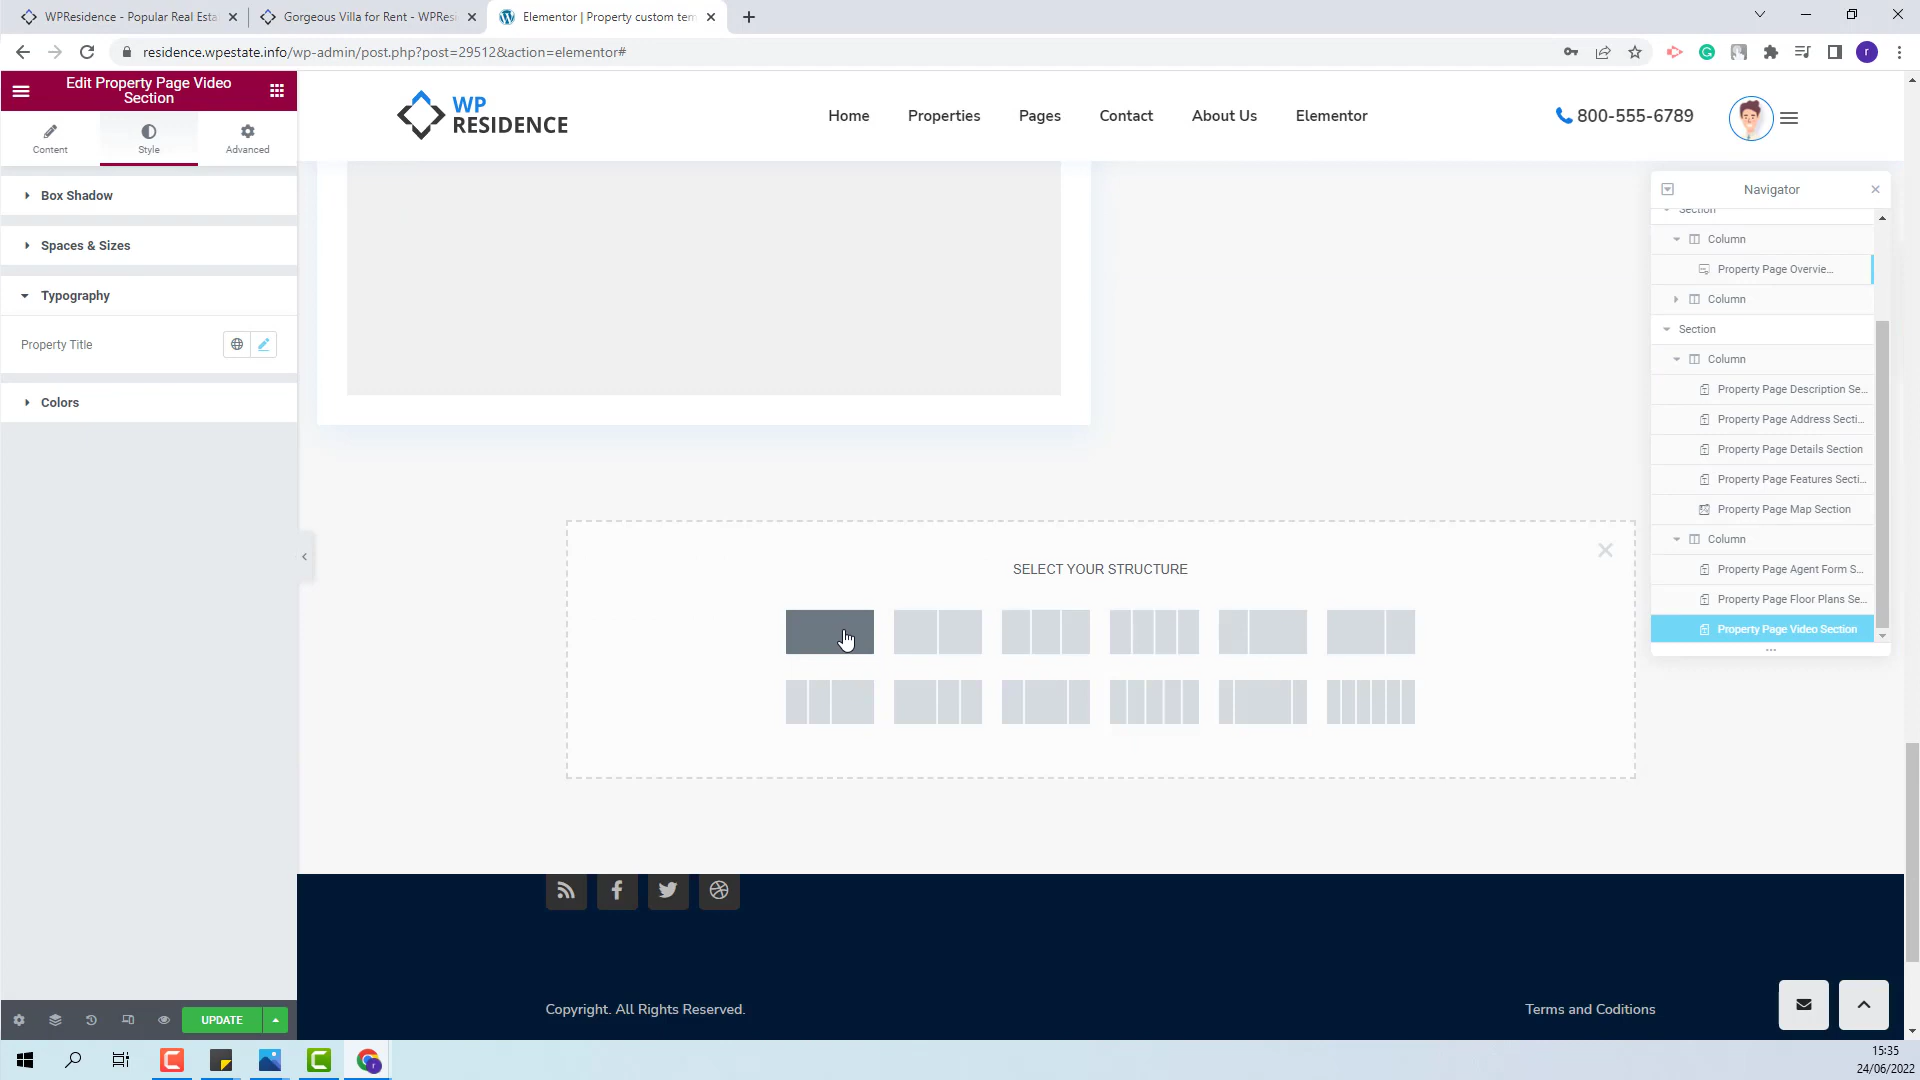 WPResidence - Popular Real Esta
Gorgeous Villa for Rent - WPResi
Elementor | Property custom tem
residence.wpestate.info/wp-admin/post.php?post=29512&action=elementor#
Edit Property Page Video
Section
Content
Style
Advanced
Box Shadow
Spaces & Sizes
Typography
Property Title
Colors
UPDATE
WP
RESIDENCE
Home
Properties
Pages
Contact
About Us
Elementor
800-555-6789
SELECT YOUR STRUCTURE
Navigator
Section
Column
Property Page Overvie...
Column
Section
Column
Property Page Description Se...
Property Page Address Secti...
Property Page Details Section
Property Page Features Secti...
Property Page Map Section
Column
Property Page Agent Form S...
Property Page Floor Plans Se...
Property Page Video Section
Copyright. All Rights Reserved.
Terms and Coditions
15:35
24/06/2022